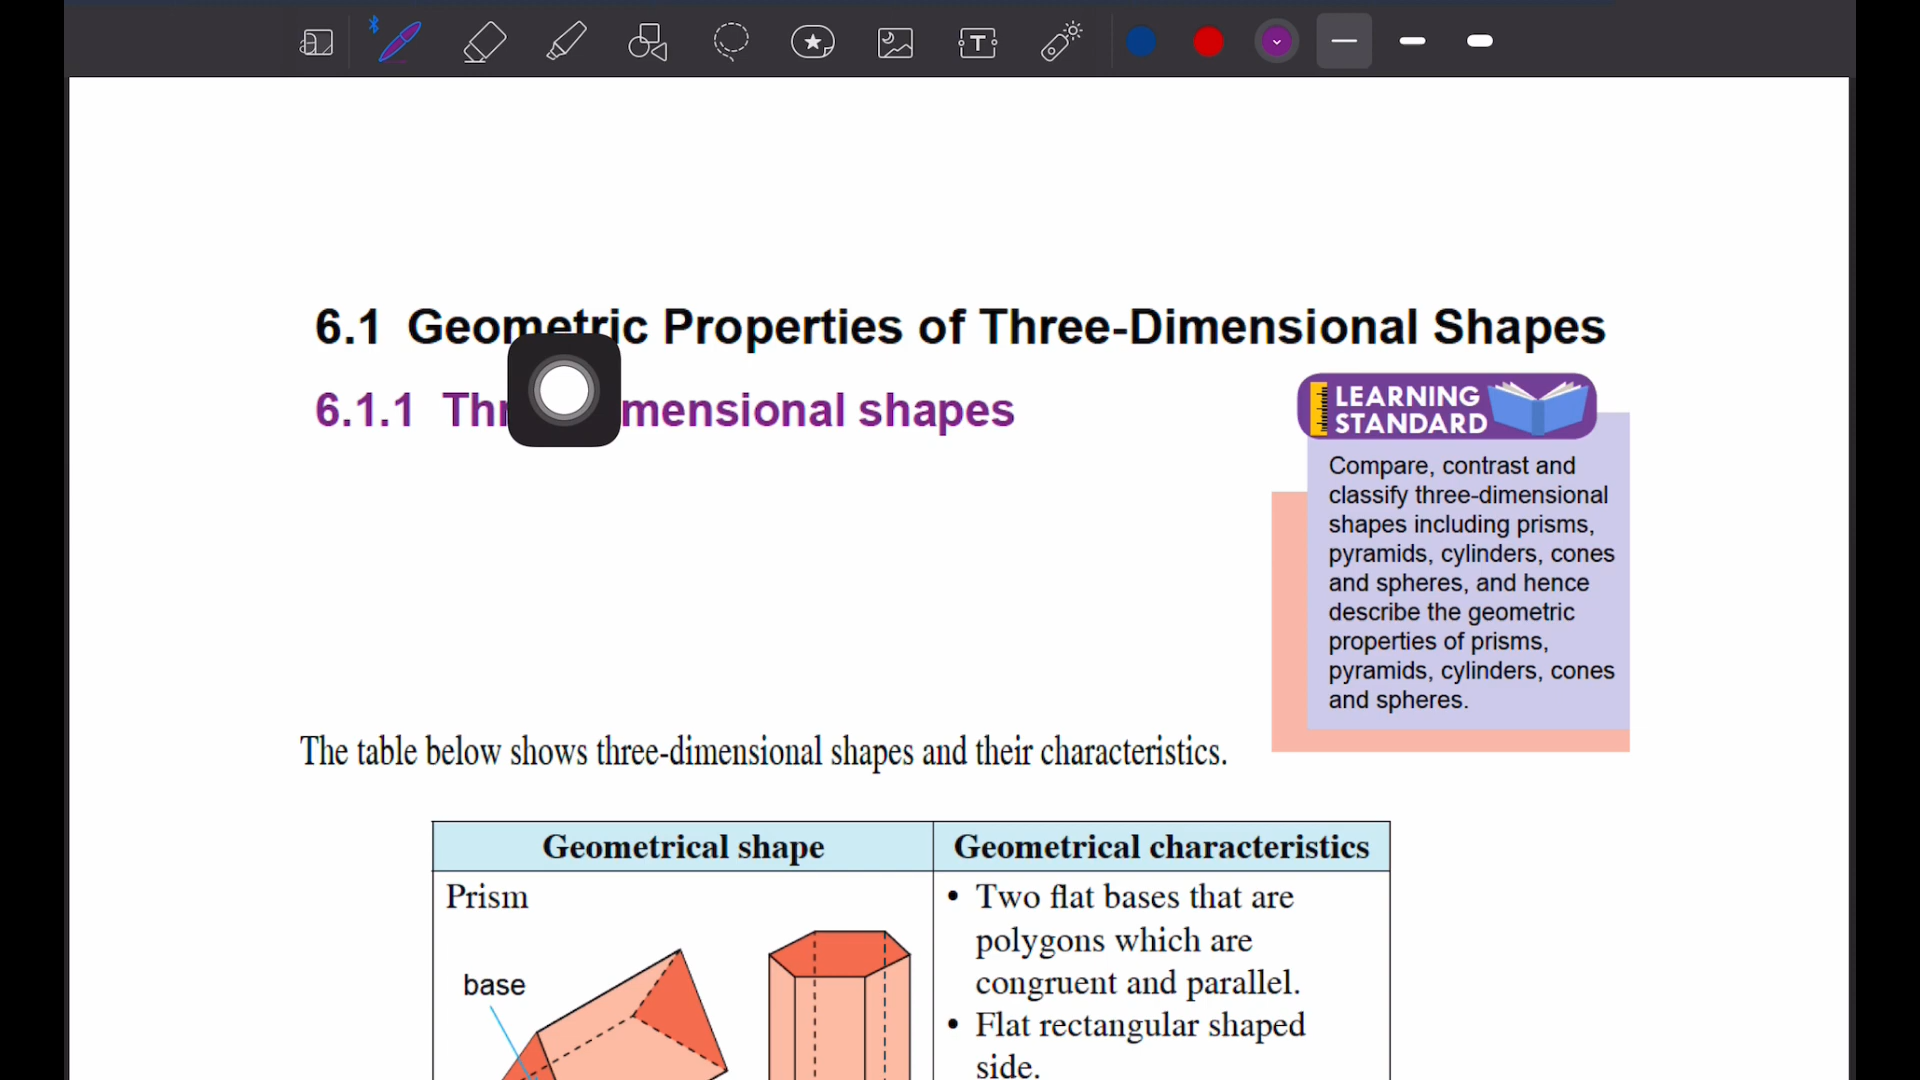 6.1 Geometric Properties of Three-Dimensional Shapes
6.1.1 mensional shapes
LEARNING
STANDARD
Compare, contrast and
classify three-dimensional
shapes including prisms,
pyramids, cylinders, cones
and spheres, and hence
describe the geometric
properties of prisms,
pyramids, cylinders, cones
and spheres.
The table below shows three-dimensional shapes and their characteristics.
Geometrical shape
Geometrical characteristics
Prism
base
• Two flat bases that are
polygons which are
congruent and parallel.
• Flat rectangular shaped
side.